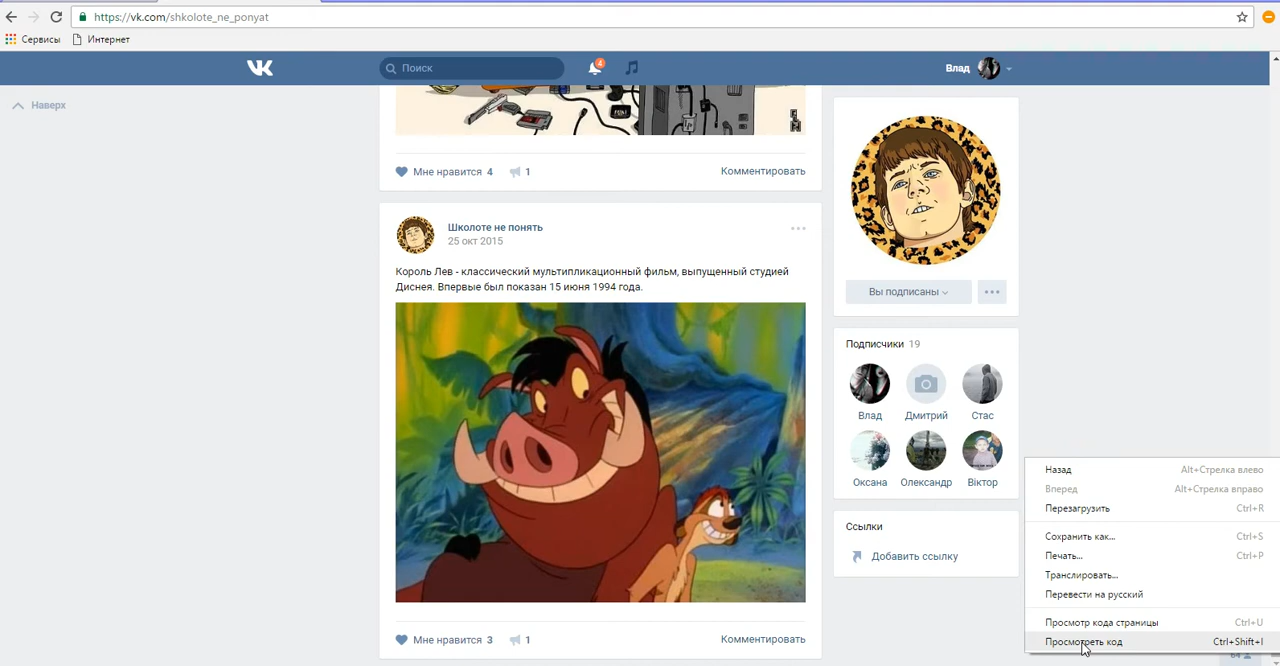 https://vk.com/shkolote_ne_ponyat
Сервисы Интернет
Поиск 4 Влад
Наверх
Мне нравится 4 1 Комментировать
Школоте не понять
25 окт 2015
Король Лев - классический мультипликационный фильм, выпущенный студией
Диснея. Впервые был показан 15 июня 1994 года.
Мне нравится 3 1 Комментировать
Вы подписаны
Подписчики 19
Влад Дмитрий Стас
Оксана Олександр Віктор
Ссылки
Добавить ссылку
Назад Alt+Стрелка влево
Вперед Alt+Стрелка вправо
Перезагрузить Ctrl+R
Сохранить как... Ctrl+S
Печать... Ctrl+P
Транслировать...
Перевести на русский
Просмотр кода страницы Ctrl+U
Просмотреть код Ctrl+Shift+I